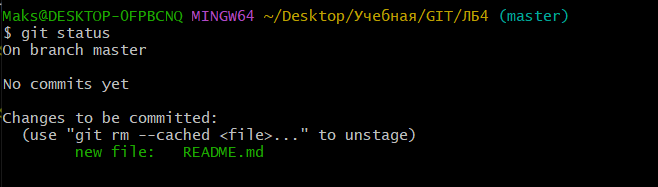 Maks@DESKTOP-0FPBCNQ MINGW64 ~/Desktop/Учебная/GIT/ЛБ4 (master)
$ git status
On branch master
No commits yet
Changes to be committed:
(use "git rm --cached <file>..." to unstage)
new file:   README.md